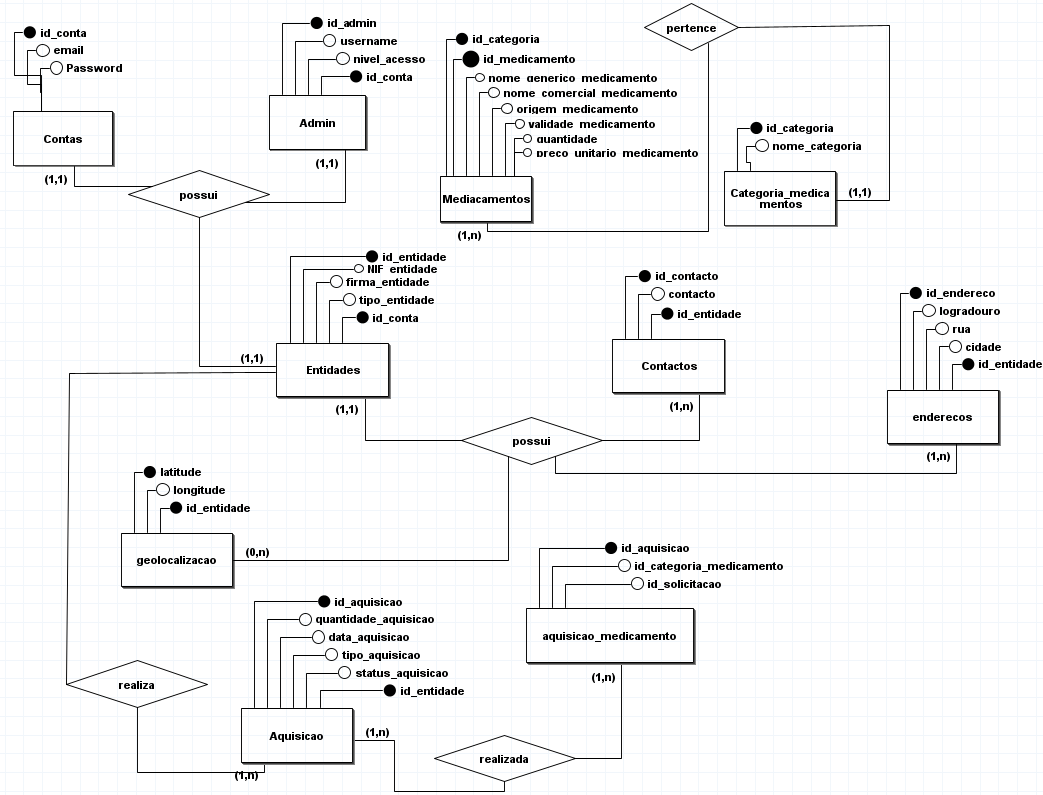 id_conta
email
Password
Contas
(1,1)
id_admin
username
nivel_acesso
id_conta
Admin
(1,1)
possui
id_categoria
id_medicamento
nome_generico_medicamento
nome_comercial_medicamento
origem_medicamento
validade_medicamento
quantidade
preco_unitario_medicamento
Mediacamentos
(1,n)
pertence
id_categoria
nome_categoria
Categoria_medica
mentos
(1,1)
id_entidade
NIF_entidade
firma_entidade
tipo_entidade
id_conta
(1,1)
Entidades
(1,1)
id_contacto
contacto
id_entidade
Contactos
(1,n)
id_endereco
logradouro
rua
cidade
id_entidade
enderecos
(1,n)
possui
latitude
longitude
id_entidade
geolocalizacao
(0,n)
id_aquisicao
id_categoria_medicamento
id_solicitacao
aquisicao_medicamento
(1,n)
id_aquisicao
quantidade_aquisicao
data_aquisicao
tipo_aquisicao
status_aquisicao
id_entidade
realiza
Aquisicao
(1,n)
(1,n)
realizada